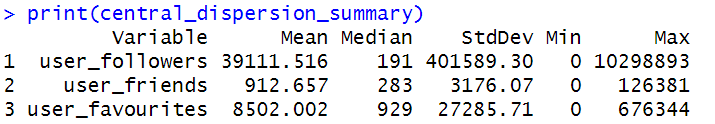 > print(central_dispersion_summary)
Variable Mean Median StdDev Min Max
1 user_followers 39111.516 191 401589.30 0 10298893
2 user_friends 912.657 283 3176.07 0 126381
3 user_favourites 8502.002 929 27285.71 0 676344